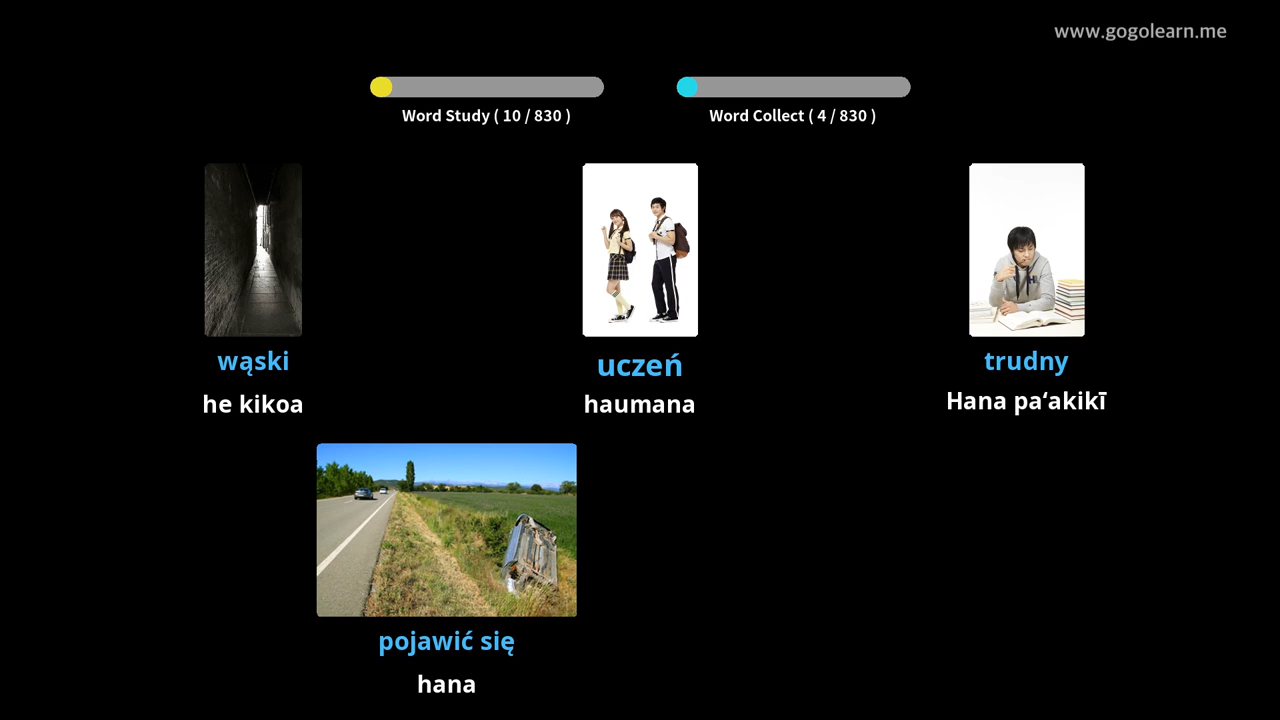 www.gogolearn.me
Word Study ( 10 / 830 )
Word Collect ( 4 / 830 )
wąski
uczeń
trudny
he kikoa
haumana
Hana paʻakikī
pojawić się
hana